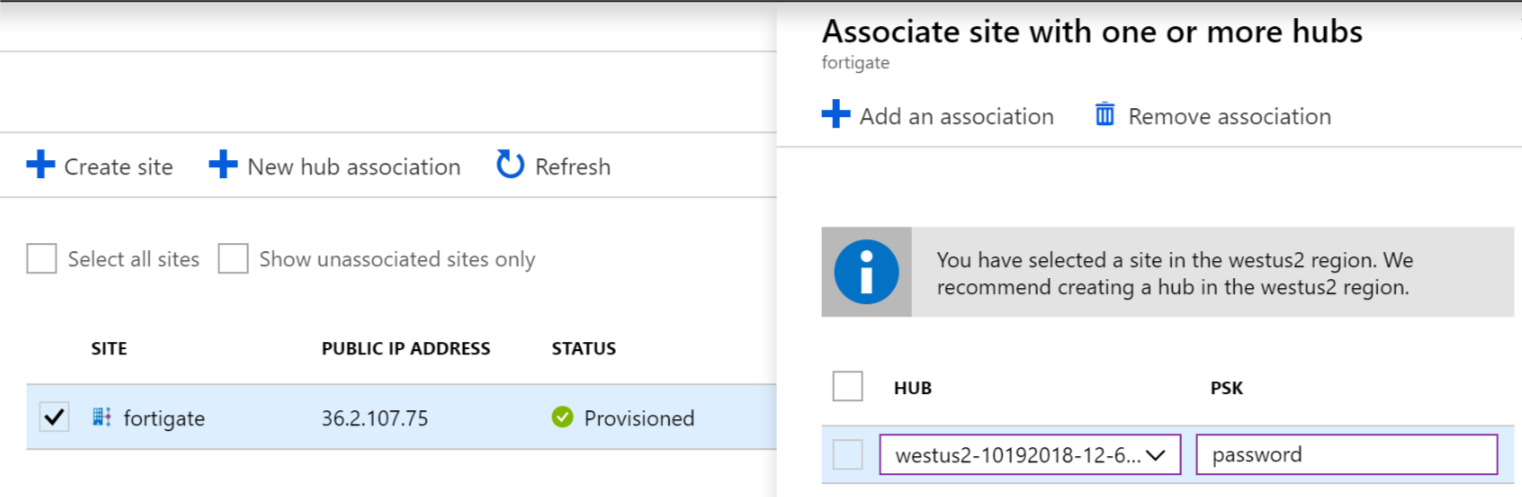 Associate site with one or more hubs
fortigate
Add an association
Remove association
Create site
New hub association
Refresh
Select all sites
Show unassociated sites only
SITE
PUBLIC IP ADDRESS
STATUS
fortigate
36.2.107.75
Provisioned
You have selected a site in the westus2 region. We
recommend creating a hub in the westus2 region.
HUB
PSK
westus2-10192018-12-6...
password